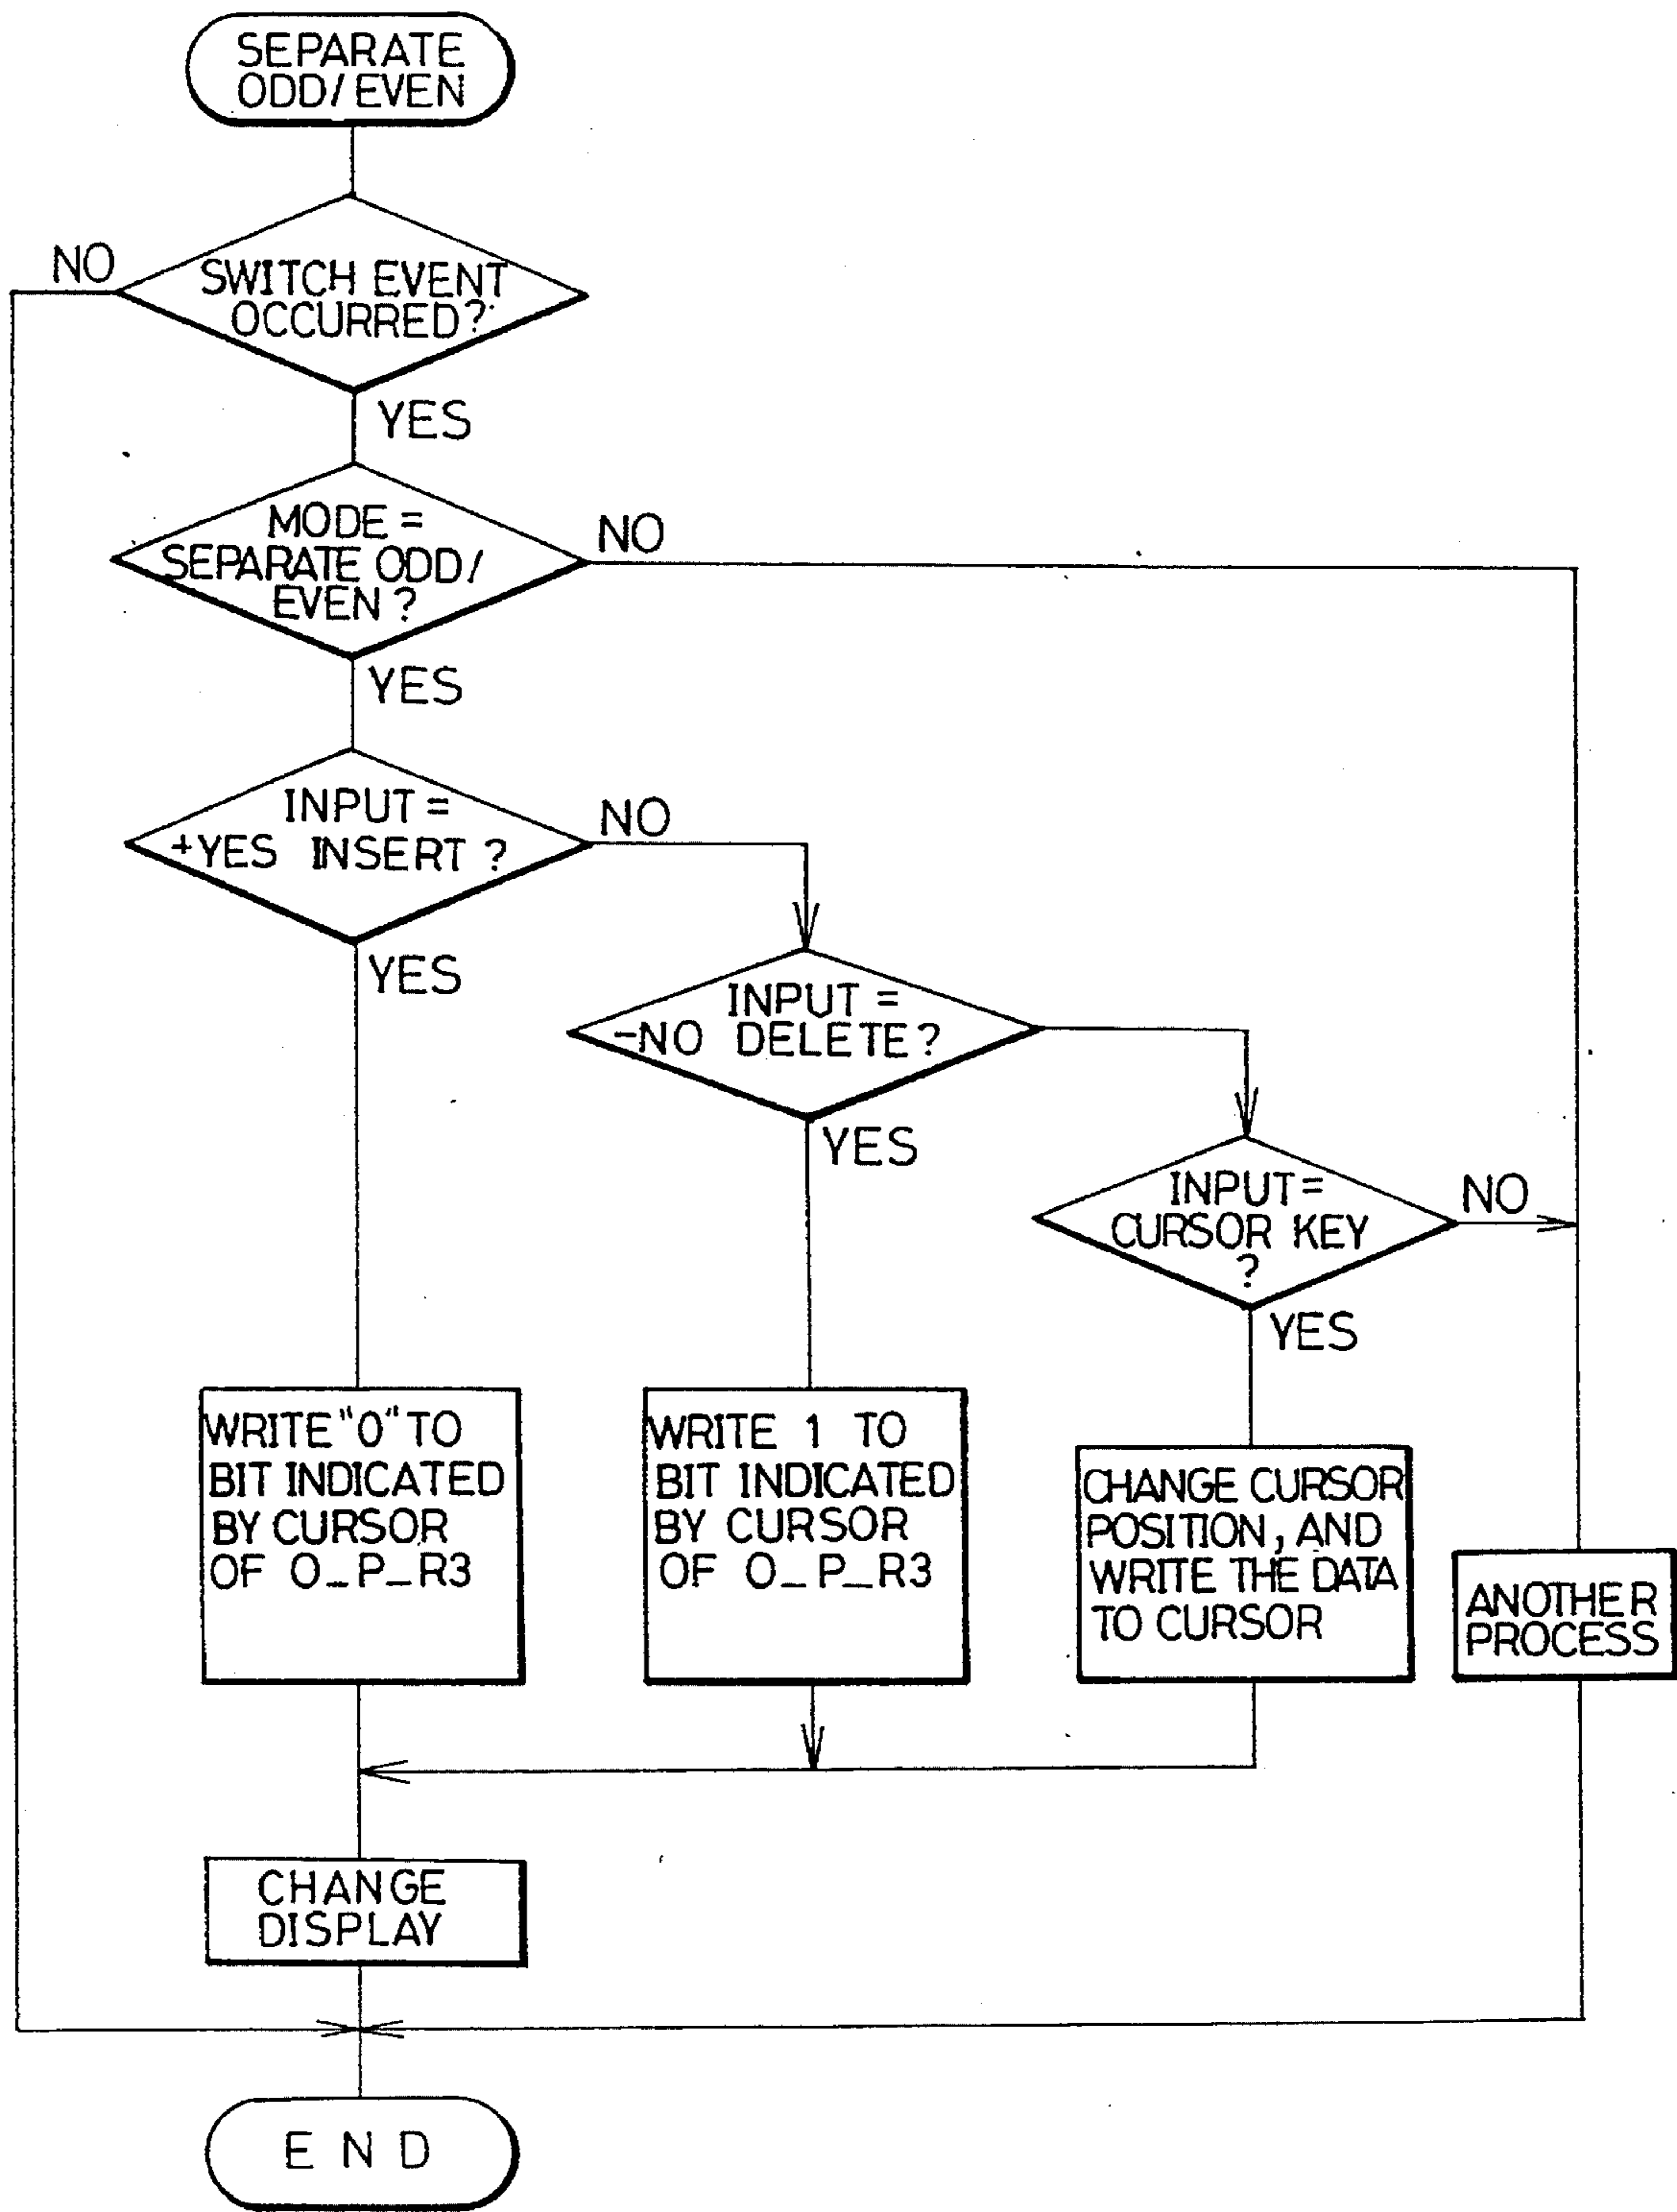 SEPARATE
ODD/EVEN
NO
SWITCH EVENT
OCCURRED?
YES
MODE =
SEPARATE ODD/
EVEN?
NO
YES
INPUT =
+YES INSERT?
NO
YES
INPUT =
-NO DELETE?
YES
INPUT=
CURSOR KEY
?
NO
YES
WRITE "0" TO
BIT INDICATED
BY CURSOR
OF O_P_R3
WRITE 1 TO
BIT INDICATED
BY CURSOR
OF O_P_R3
CHANGE CURSOR
POSITION, AND
WRITE THE DATA
TO CURSOR
ANOTHER
PROCESS
CHANGE
DISPLAY
END